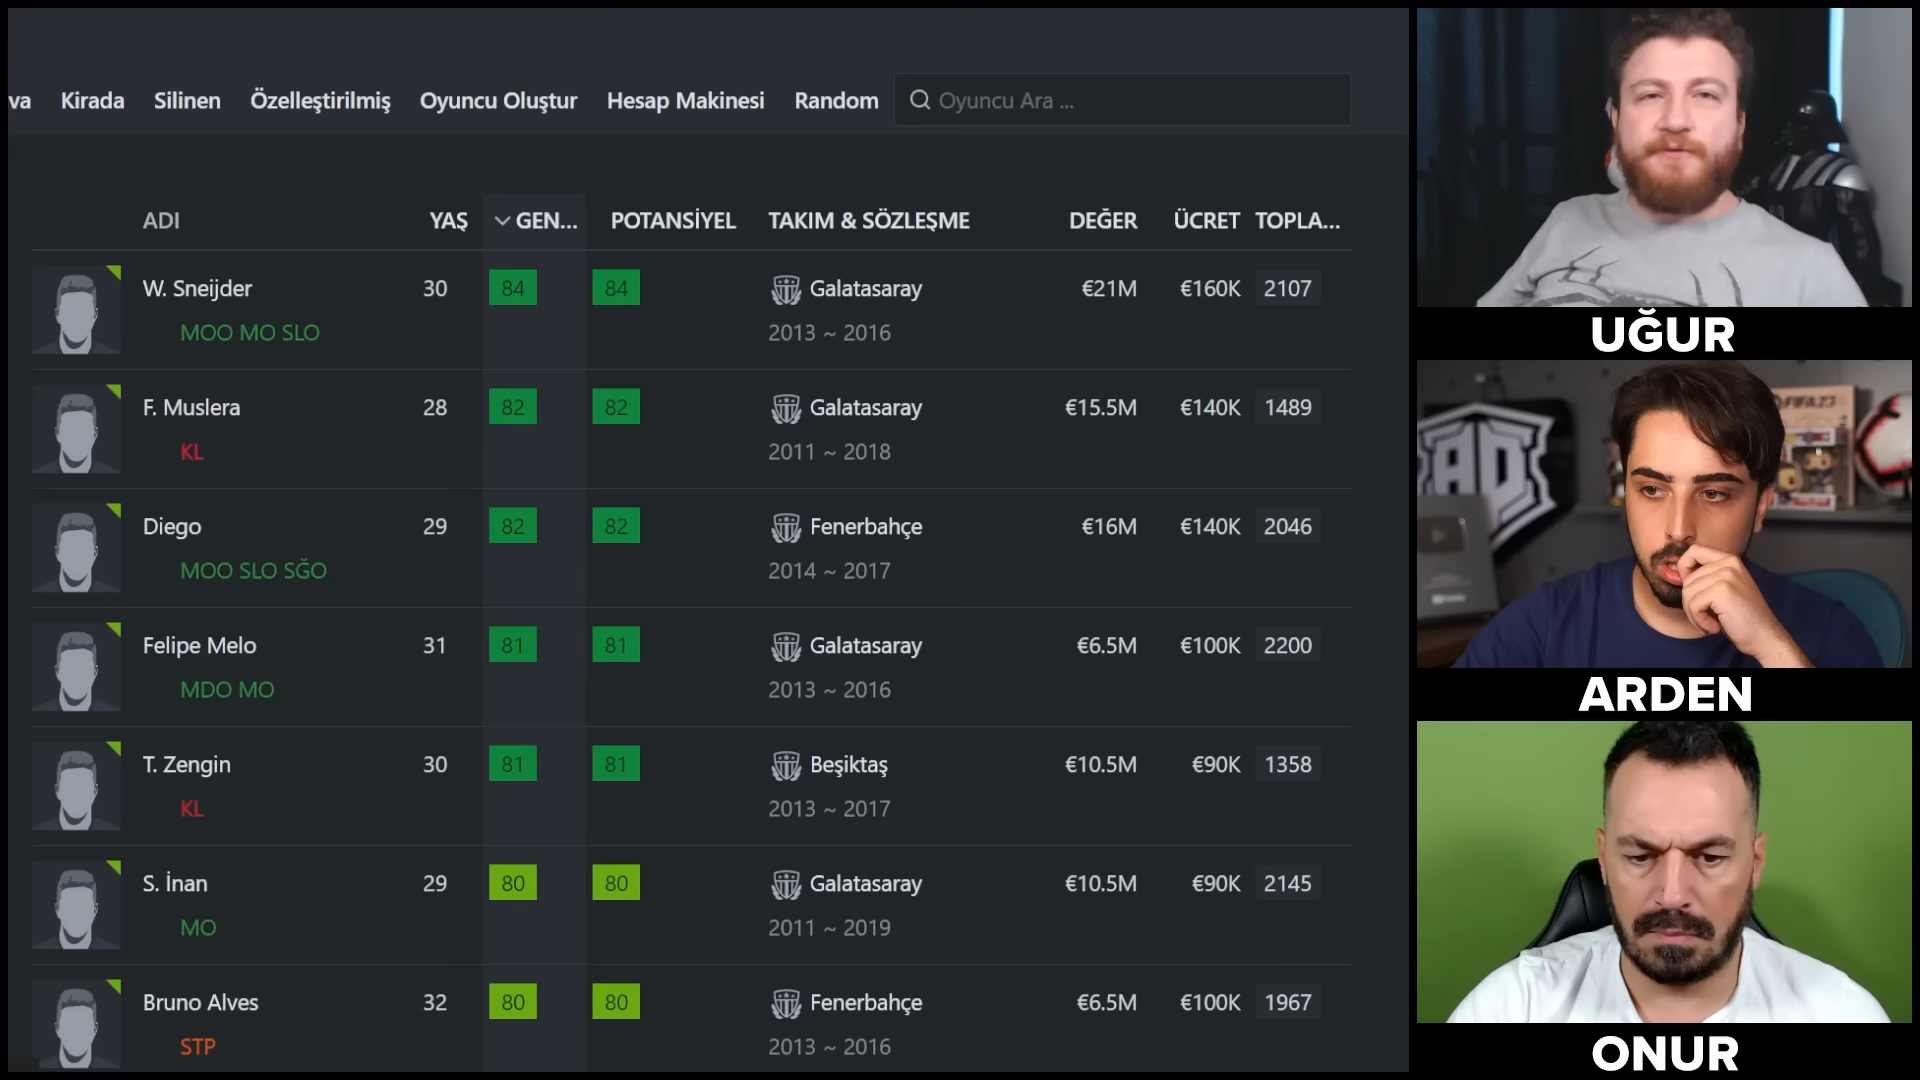 va Kirada Silinen Özelleştirilmiş Oyuncu Oluştur Hesap Makinesi Random Oyuncu Ara ...
ADI YAŞ GEN... POTANSİYEL TAKIM & SÖZLEŞME DEĞER ÜCRET TOPLA...
W. Sneijder 30 84 84 Galatasaray €21M €160K 2107
MOO MO SLO 2013 ~ 2016
F. Muslera 28 82 82 Galatasaray €15.5M €140K 1489
KL 2011 ~ 2018
Diego 29 82 82 Fenerbahçe €16M €140K 2046
MOO SLO SĞO 2014 ~ 2017
Felipe Melo 31 81 81 Galatasaray €6.5M €100K 2200
MDO MO 2013 ~ 2016
T. Zengin 30 81 81 Beşiktaş €10.5M €90K 1358
KL 2013 ~ 2017
S. İnan 29 80 80 Galatasaray €10.5M €90K 2145
MO 2011 ~ 2019
Bruno Alves 32 80 80 Fenerbahçe €6.5M €100K 1967
STP 2013 ~ 2016
UĞUR
AD
FIFA23
ARDEN
ONUR